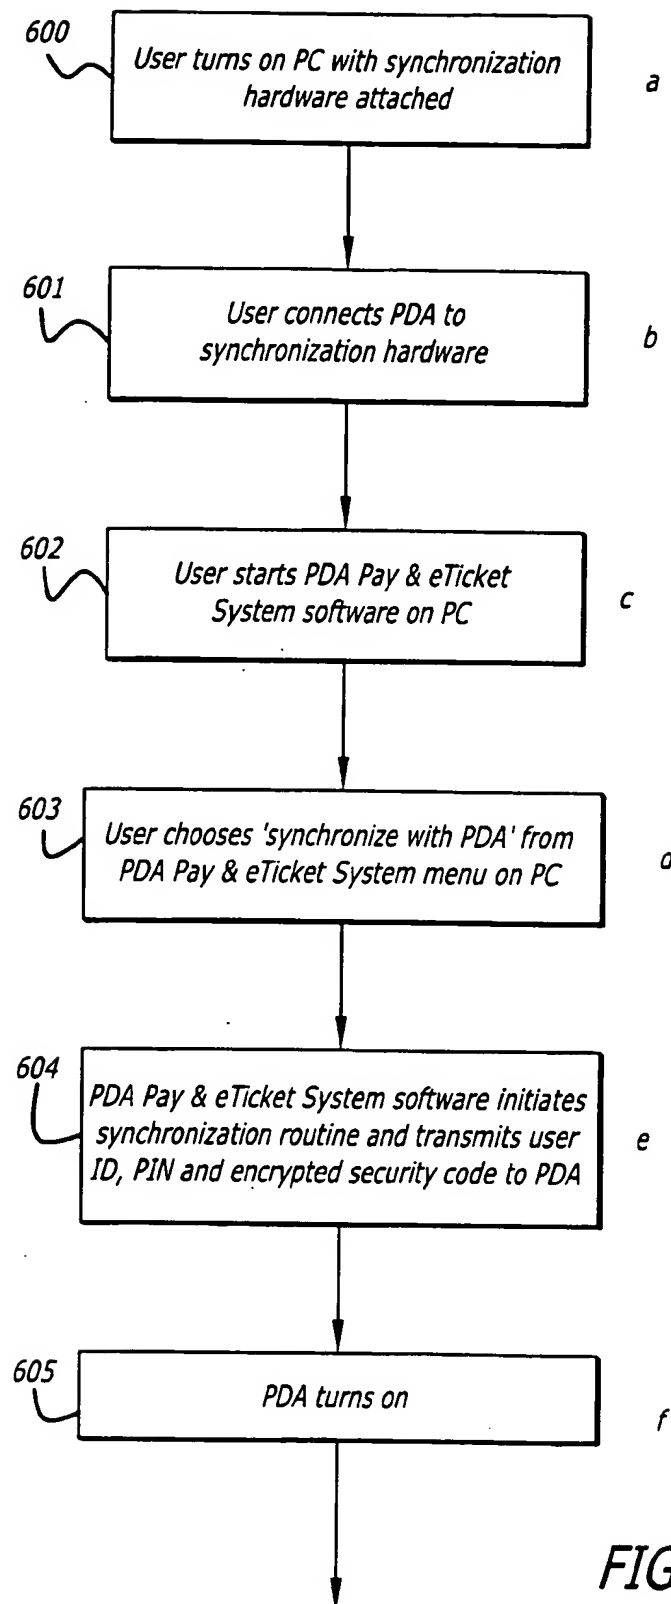 600
User turns on PC with synchronization
hardware attached
a
601
User connects PDA to
synchronization hardware
b
602
User starts PDA Pay & eTicket
System software on PC
c
603
User chooses 'synchronize with PDA' from
PDA Pay & eTicket System menu on PC
d
604
PDA Pay & eTicket System software initiates
synchronization routine and transmits user
ID, PIN and encrypted security code to PDA
e
605
PDA turns on
f
FIG